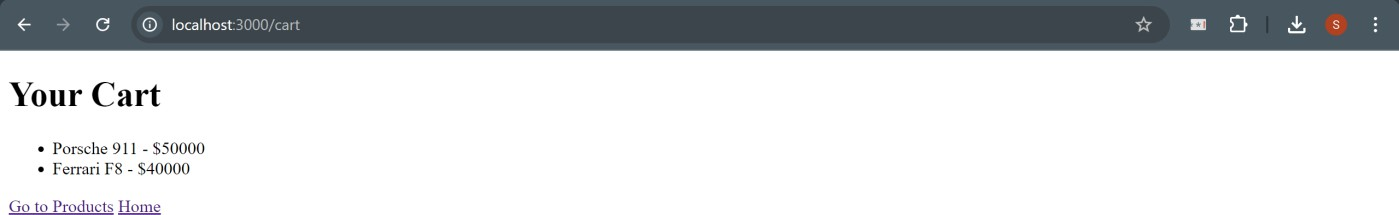 localhost:3000/cart
S
Your Cart
Porsche 911 - $50000
Ferrari F8 - $40000
Go to Products Home